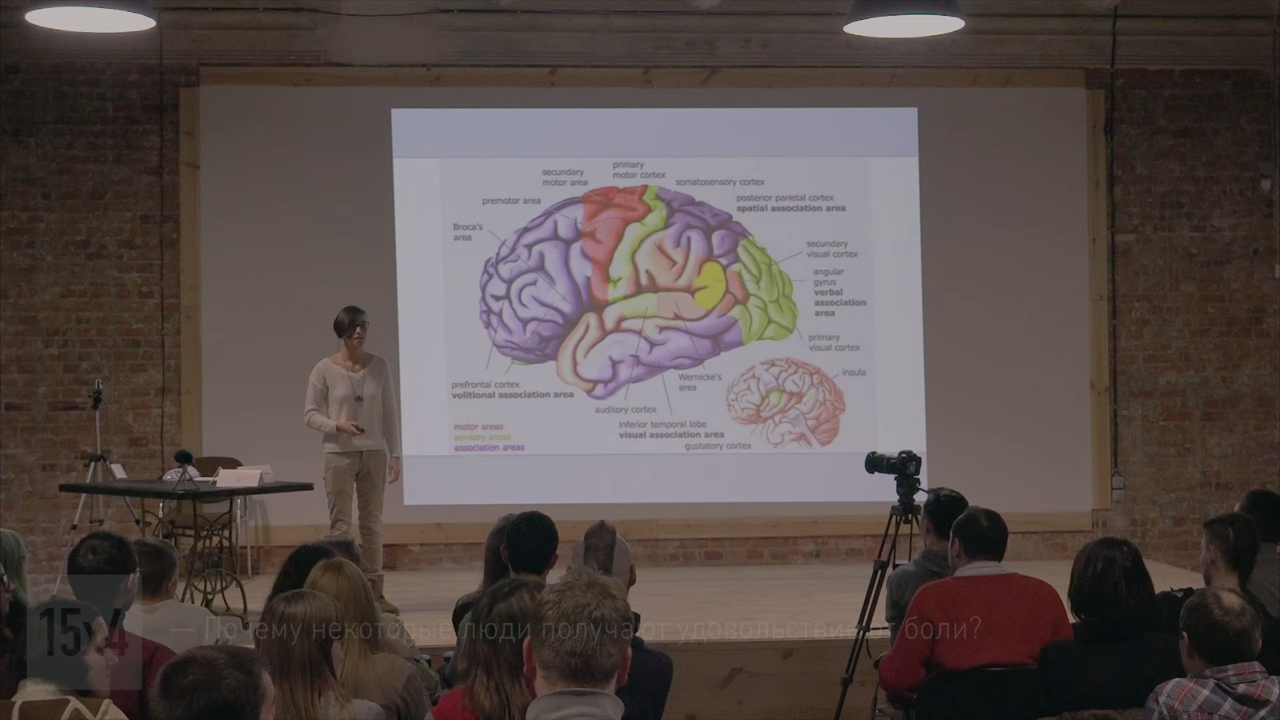 primary
motor cortex
secundary
motor area
somatosensory cortex
premotor area
posterior parietal cortex
spatial association area
Broca's
area
secundary
visual cortex
angular
gyrus
verbal
association
area
primary
visual cortex
insula
prefrontal cortex
volitional association area
Wernicke's
area
auditory cortex
inferior temporal lobe
visual association area
gustatory cortex
motor areas
sensory areas
association areas
15x4
— Почему некоторые люди получают удовольствие от боли?